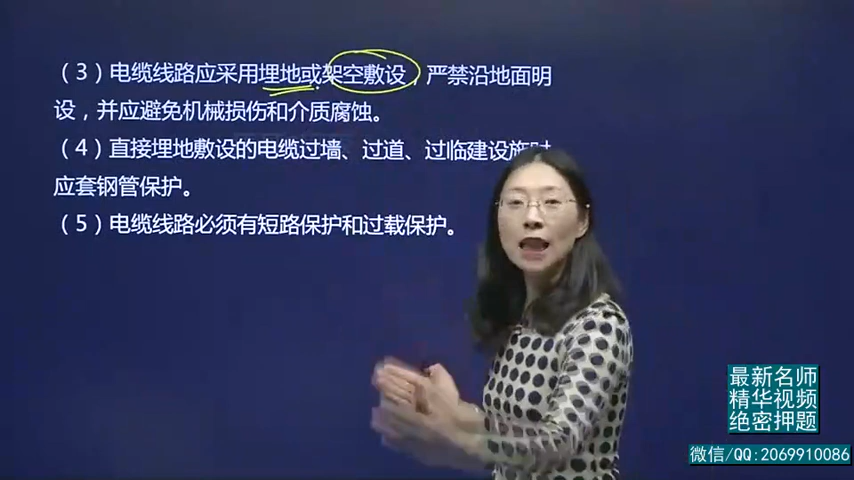 （3）电缆线路应采用埋地或架空敷设，严禁沿地面明
设，并应避免机械损伤和介质腐蚀。
（4）直接埋地敷设的电缆过墙、过道、过临建设施时
应套钢管保护。
（5）电缆线路必须有短路保护和过载保护。
最新名师
精华视频
绝密押题
微信/QQ:2069910086